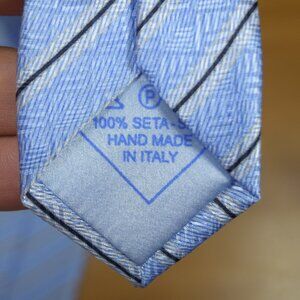 P
100% SETA-S
HAND MADE
IN ITALY